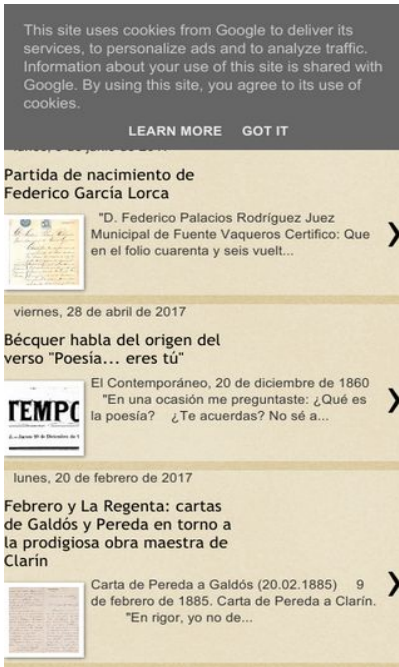 This site uses cookies from Google to deliver its
services, to personalize ads and to analyze traffic.
Information about your use of this site is shared with
Google. By using this site, you agree to its use of
cookies.
LEARN MORE GOT IT
Partida de nacimiento de
Federico García Lorca
"D. Federico Palacios Rodríguez Juez
Municipal de Fuente Vaqueros Certifico: Que
en el folio cuarenta y seis vuelt...
viernes, 28 de abril de 2017
Bécquer habla del origen del
verso "Poesía... eres tú"
El Contemporáneo, 20 de diciembre de 1860
"En una ocasión me preguntaste: ¿Qué es
la poesía? ¿Te acuerdas? No sé a...
TEMPO
lunes, 20 de febrero de 2017
Febrero y La Regenta: cartas
de Galdós y Pereda en torno a
la prodigiosa obra maestra de
Clarín
Carta de Pereda a Galdós (20.02.1885) 9
de febrero de 1885. Carta de Pereda a Clarín.
"En rigor, yo no de...